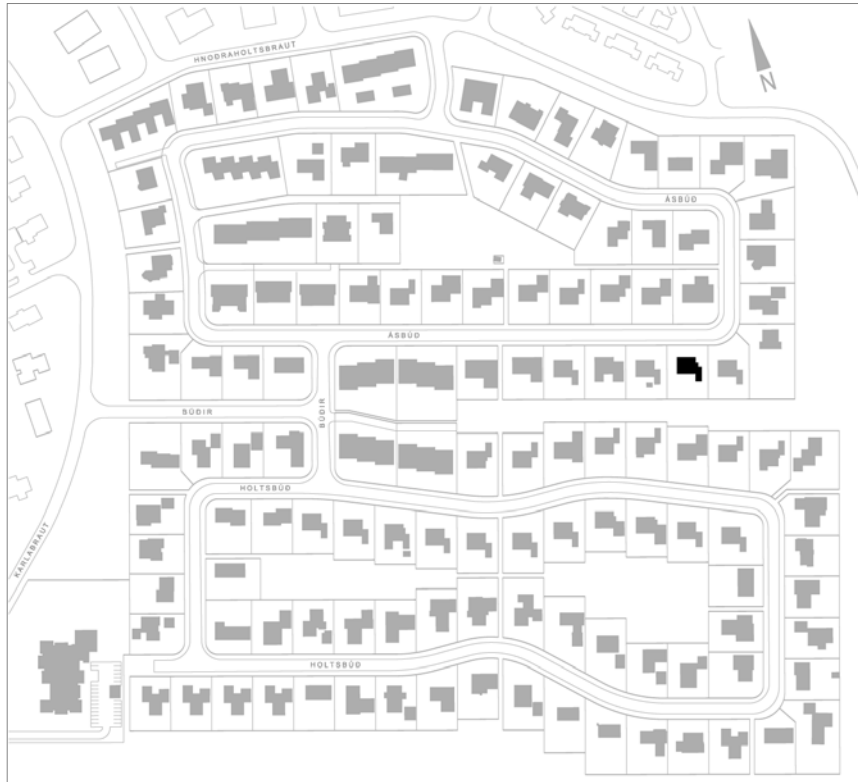 HNOÐRAHOLTSBRAUT
N
ÁSBÚÐ
ÁSBÚÐ
BÚÐIR
BÚÐIR
HOLTSBÚÐ
KARLABRAUT
HOLTSBÚÐ